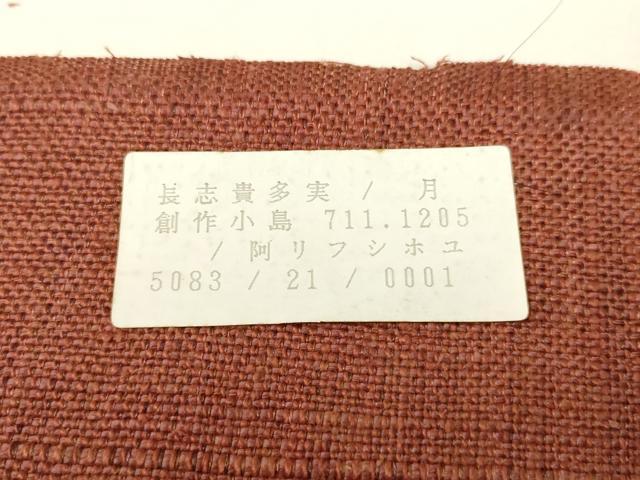 長志貴多実 / 月
創作小島 711.1205
/ 阿リフシホユ
5083 / 21 / 0001